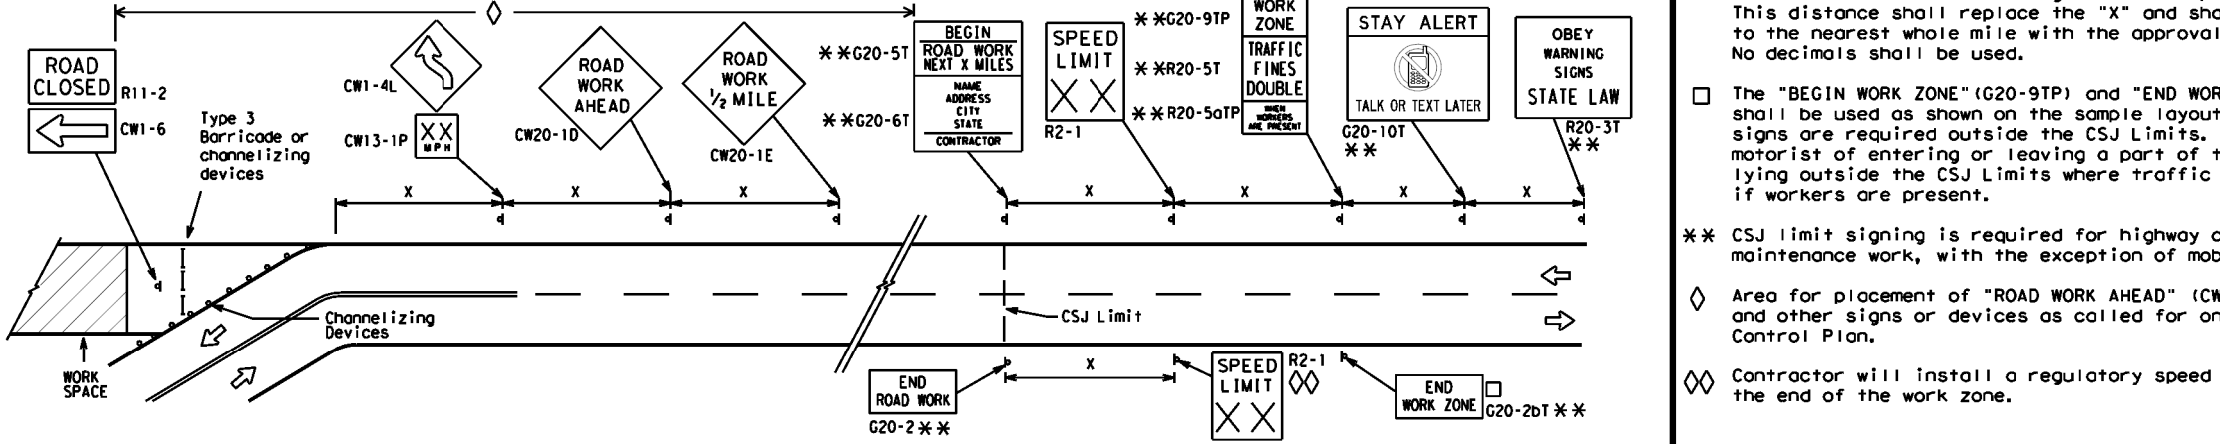 ◇
ROAD
CLOSED
R11-2
CW1-6
Type 3
Barricade or
channelizing
devices
CW1-4L
XX
MPH
CW13-1P
ROAD
WORK
AHEAD
CW20-1D
ROAD
WORK
1/2 MILE
CW20-1E
**G20-5T
**G20-6T
BEGIN
ROAD WORK
NEXT X MILES
NAME
ADDRESS
CITY
STATE
CONTRACTOR
SPEED
LIMIT
XX
R2-1
**G20-9TP
**R20-5T
**R20-5aTP
WORK
ZONE
TRAFFIC
FINES
DOUBLE
WHEN
WORKERS
ARE PRESENT
STAY ALERT
TALK OR TEXT LATER
G20-10T
**
OBEY
WARNING
SIGNS
STATE LAW
R20-3T
**
X
X
X
X
X
X
X
Channelizing
Devices
WORK
SPACE
CSJ Limit
X
END
ROAD WORK
G20-2**
SPEED
LIMIT
XX
R2-1
◇◇
END
WORK ZONE
□
G20-2bT**
This distance shall replace the "X" and sha
to the nearest whole mile with the approval
No decimals shall be used.
□ The "BEGIN WORK ZONE"(G20-9TP) and "END WOR
shall be used as shown on the sample layout
signs are required outside the CSJ Limits.
motorist of entering or leaving a part of t
lying outside the CSJ Limits where traffic
if workers are present.
** CSJ limit signing is required for highway c
maintenance work, with the exception of mob
◇ Area for placement of "ROAD WORK AHEAD" (CW
and other signs or devices as called for on
Control Plan.
◇◇ Contractor will install a regulatory speed
the end of the work zone.